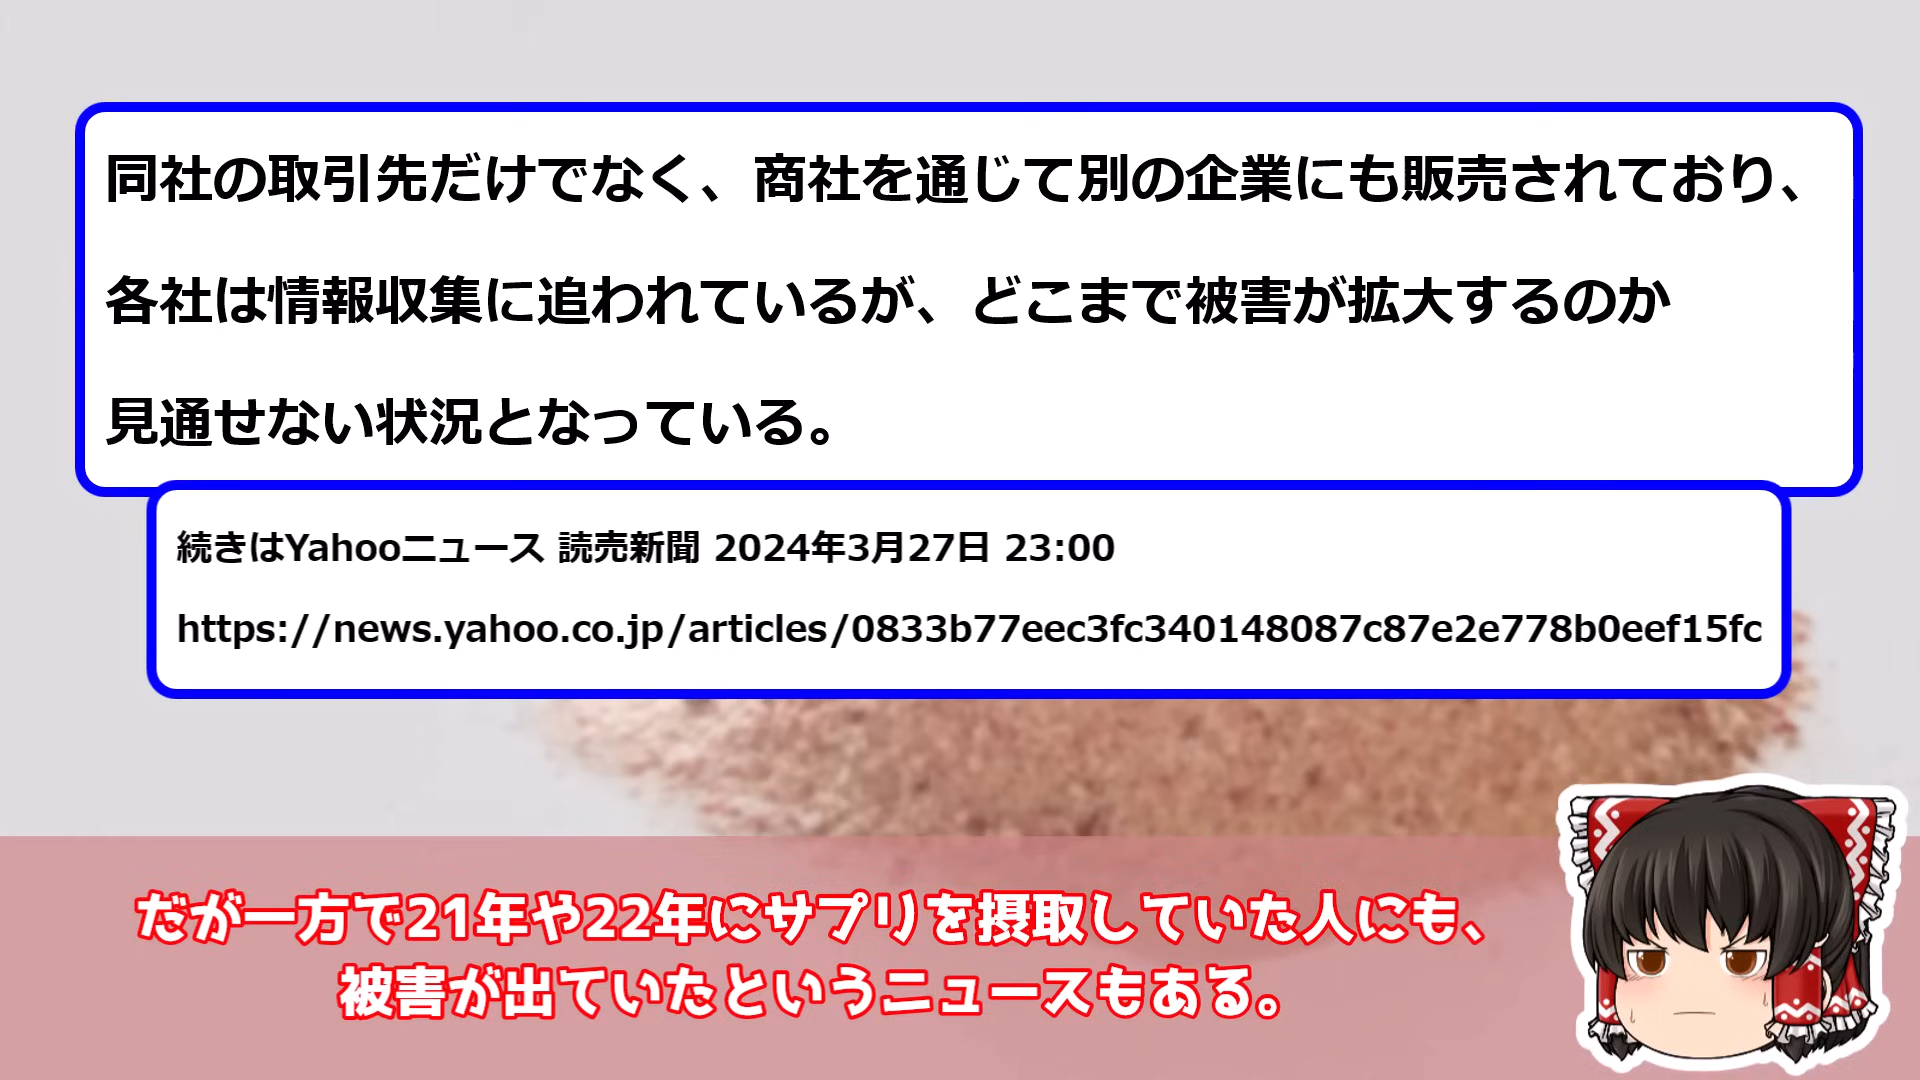 同社の取引先だけでなく、商社を通じて別の企業にも販売されており、
各社は情報収集に追われているが、どこまで被害が拡大するのか
見通せない状況となっている。
続きはYahooニュース 読売新聞 2024年3月27日 23:00
https://news.yahoo.co.jp/articles/0833b77eec3fc340148087c87e2e778b0eef15fc
だが一方で21年や22年にサプリを摂取していた人にも、
被害が出ていたというニュースもある。